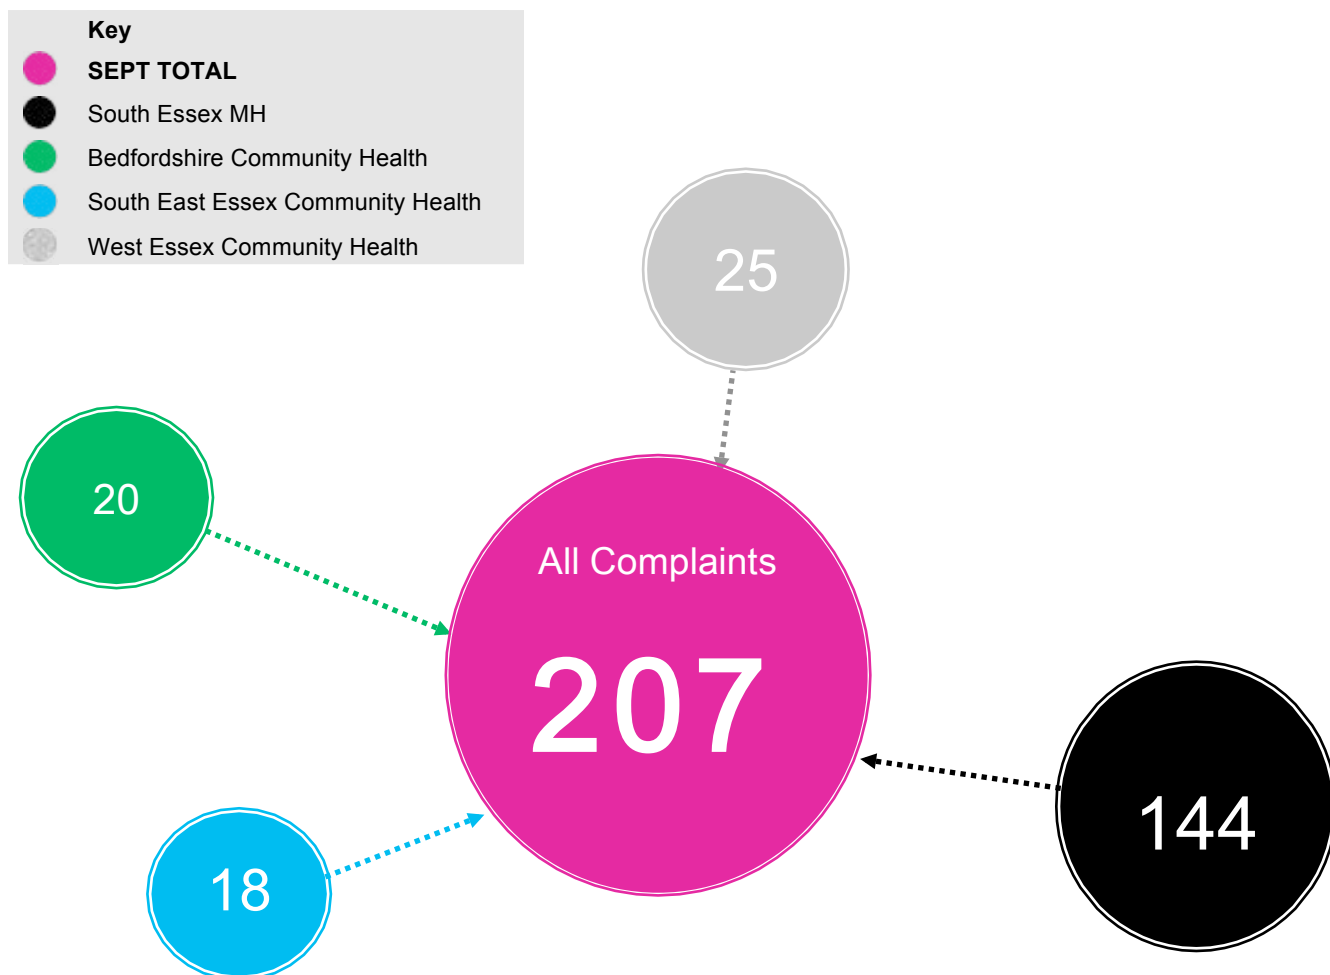 Key
SEPT TOTAL
South Essex MH
Bedfordshire Community Health
South East Essex Community Health
West Essex Community Health
25
20
All Complaints
207
144
18